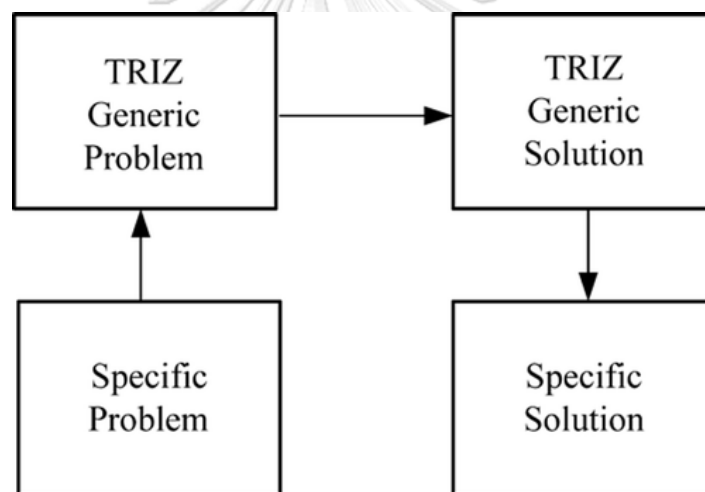 TRIZ
Generic
Problem
TRIZ
Generic
Solution
Specific
Problem
Specific
Solution